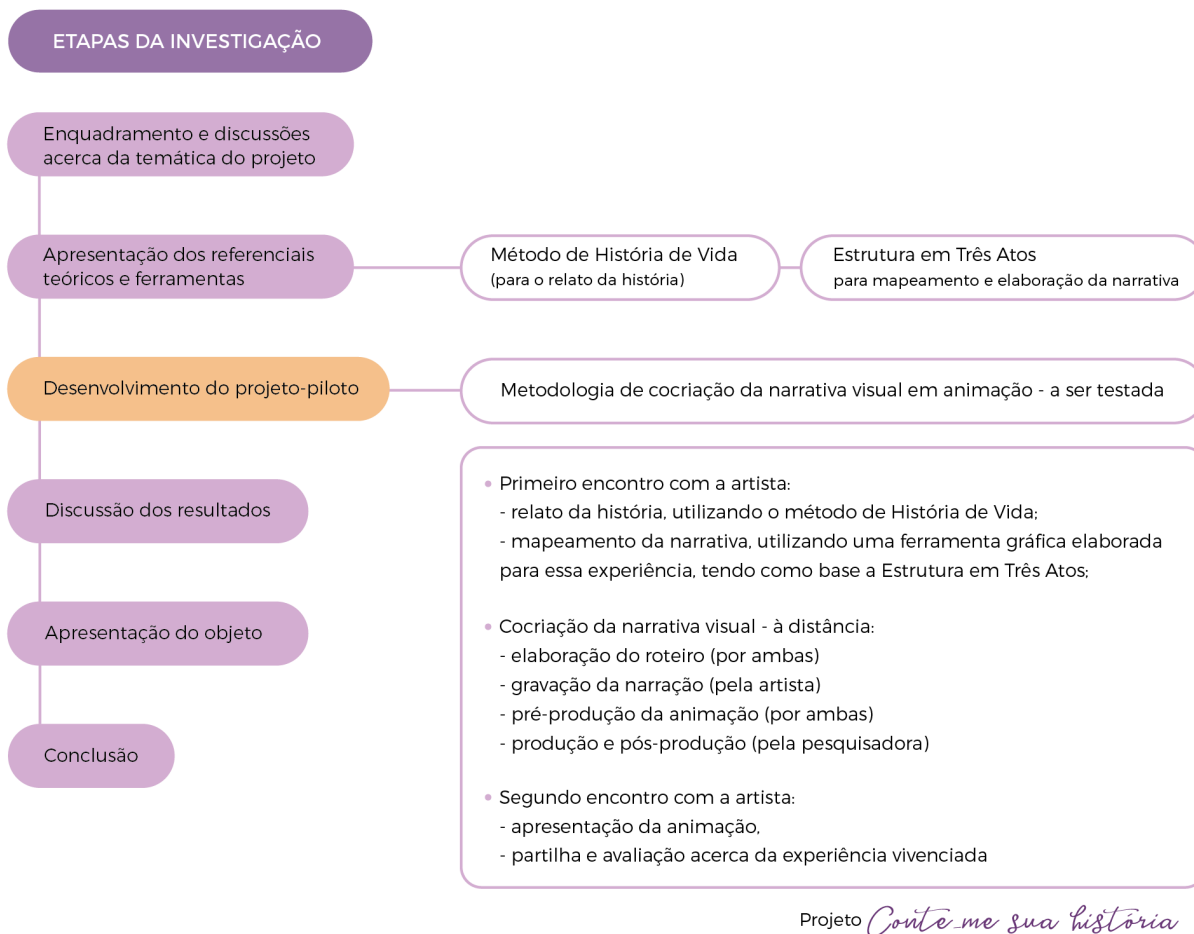 ETAPAS DA INVESTIGAÇÃO
Enquadramento e discussões
acerca da temática do projeto
Apresentação dos referenciais
teóricos e ferramentas
Método de História de Vida
(para o relato da história)
Estrutura em Três Atos
para mapeamento e elaboração da narrativa
Desenvolvimento do projeto-piloto
Metodologia de cocriação da narrativa visual em animação - a ser testada
Discussão dos resultados
Apresentação do objeto
Conclusão
• Primeiro encontro com a artista:
- relato da história, utilizando o método de História de Vida;
- mapeamento da narrativa, utilizando uma ferramenta gráfica elaborada
para essa experiência, tendo como base a Estrutura em Três Atos;
• Cocriação da narrativa visual - à distância:
- elaboração do roteiro (por ambas)
- gravação da narração (pela artista)
- pré-produção da animação (por ambas)
- produção e pós-produção (pela pesquisadora)
• Segundo encontro com a artista:
- apresentação da animação,
- partilha e avaliação acerca da experiência vivenciada
Projeto Conte_me sua história